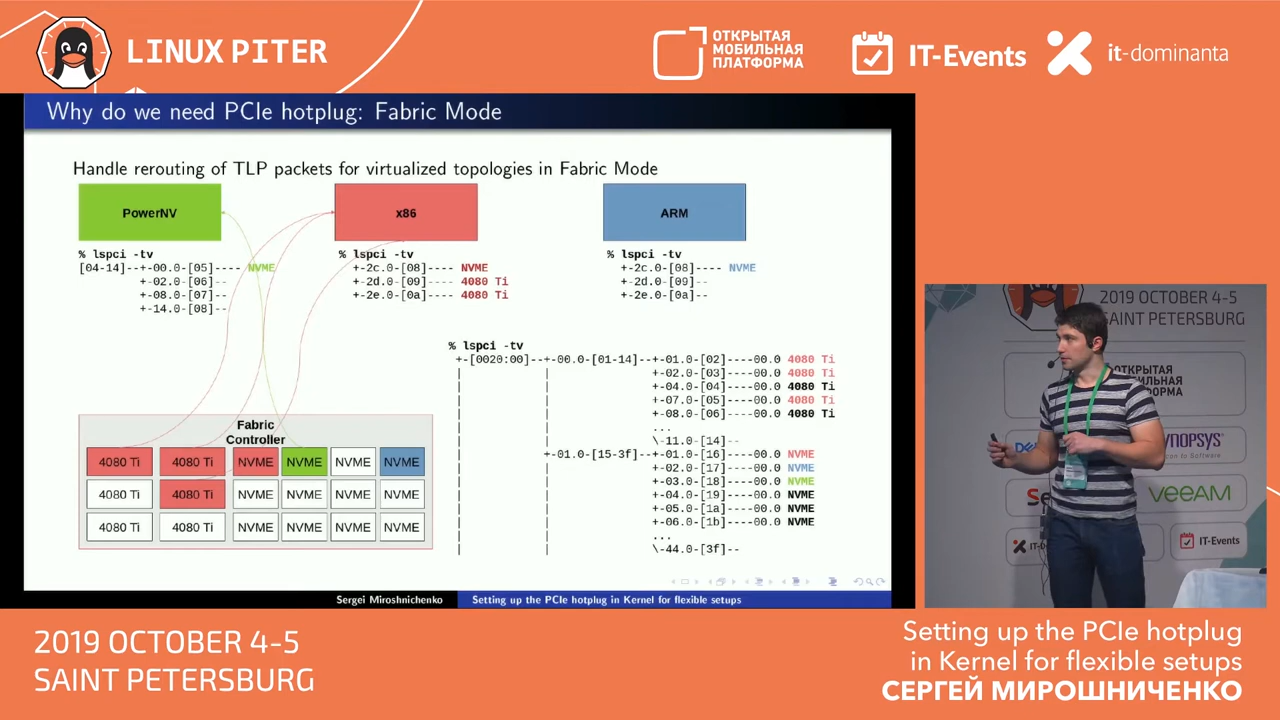 LINUX PITER
ОТКРЫТАЯ
МОБИЛЬНАЯ
ПЛАТФОРМА
IT-Events
it-dominanta
Why do we need PCIe hotplug: Fabric Mode
Handle rerouting of TLP packets for virtualized topologies in Fabric Mode
PowerNV
x86
ARM
% lspci -tv
[04-14]--+-00.0-[05]---- NVME
+-02.0-[06]--
+-08.0-[07]--
+-14.0-[08]--
% lspci -tv
+-2c.0-[08]---- NVME
+-2d.0-[09]---- 4080 Ti
+-2e.0-[0a]---- 4080 Ti
% lspci -tv
+-2c.0-[08]---- NVME
+-2d.0-[09]--
+-2e.0-[0a]--
% lspci -tv
+-[0020:00]--+-00.0-[01-14]--+-01.0-[02]----00.0 4080 Ti
| | +-02.0-[03]----00.0 4080 Ti
| | +-04.0-[04]----00.0 4080 Ti
| | +-07.0-[05]----00.0 4080 Ti
| | +-08.0-[06]----00.0 4080 Ti
| | ...
| | \-11.0-[14]--
| +-01.0-[15-3f]--+-01.0-[16]----00.0 NVME
| | +-02.0-[17]----00.0 NVME
| | +-03.0-[18]----00.0 NVME
| | +-04.0-[19]----00.0 NVME
| | +-05.0-[1a]----00.0 NVME
| | +-06.0-[1b]----00.0 NVME
| | ...
| | \-44.0-[3f]--
Fabric
Controller
4080 Ti 4080 Ti NVME NVME NVME NVME
4080 Ti 4080 Ti NVME NVME NVME NVME
4080 Ti 4080 Ti NVME NVME NVME NVME
Sergei Miroshnichenko
Setting up the PCIe hotplug in Kernel for flexible setups
2019 OCTOBER 4-5
SAINT PETERSBURG
ОТКРЫТАЯ
МОБИЛЬНАЯ
ПЛАТФОРМА
VEEAM
IT-Events
2019 OCTOBER 4-5
SAINT PETERSBURG
Setting up the PCIe hotplug
in Kernel for flexible setups
СЕРГЕЙ МИРОШНИЧЕНКО